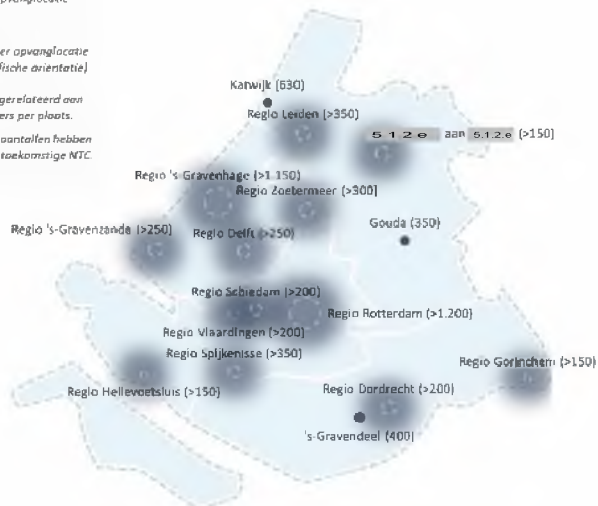 er opvanglocatie
fische oriëntatie)
gerelateerd aan
ers per plaats.
aantallen hebben
toekomstige NTC
Katwijk (630)
Regio Leiden (>350)
5.1.2.e aan 5.1.2.e (>150)
Regio 's-Gravenhage (>1.150)
Regio Zoetermeer (>300)
Gouda (350)
Regio 's-Gravenzande (>250)
Regio Delft (>250)
Regio Schiedam (>200)
Regio Rotterdam (>1.200)
Regio Vlaardingen (>200)
Regio Spijkenisse (>350)
Regio Gorinchem (>150)
Regio Hellevoetsluis (>150)
Regio Dordrecht (>200)
's-Gravendeel (400)